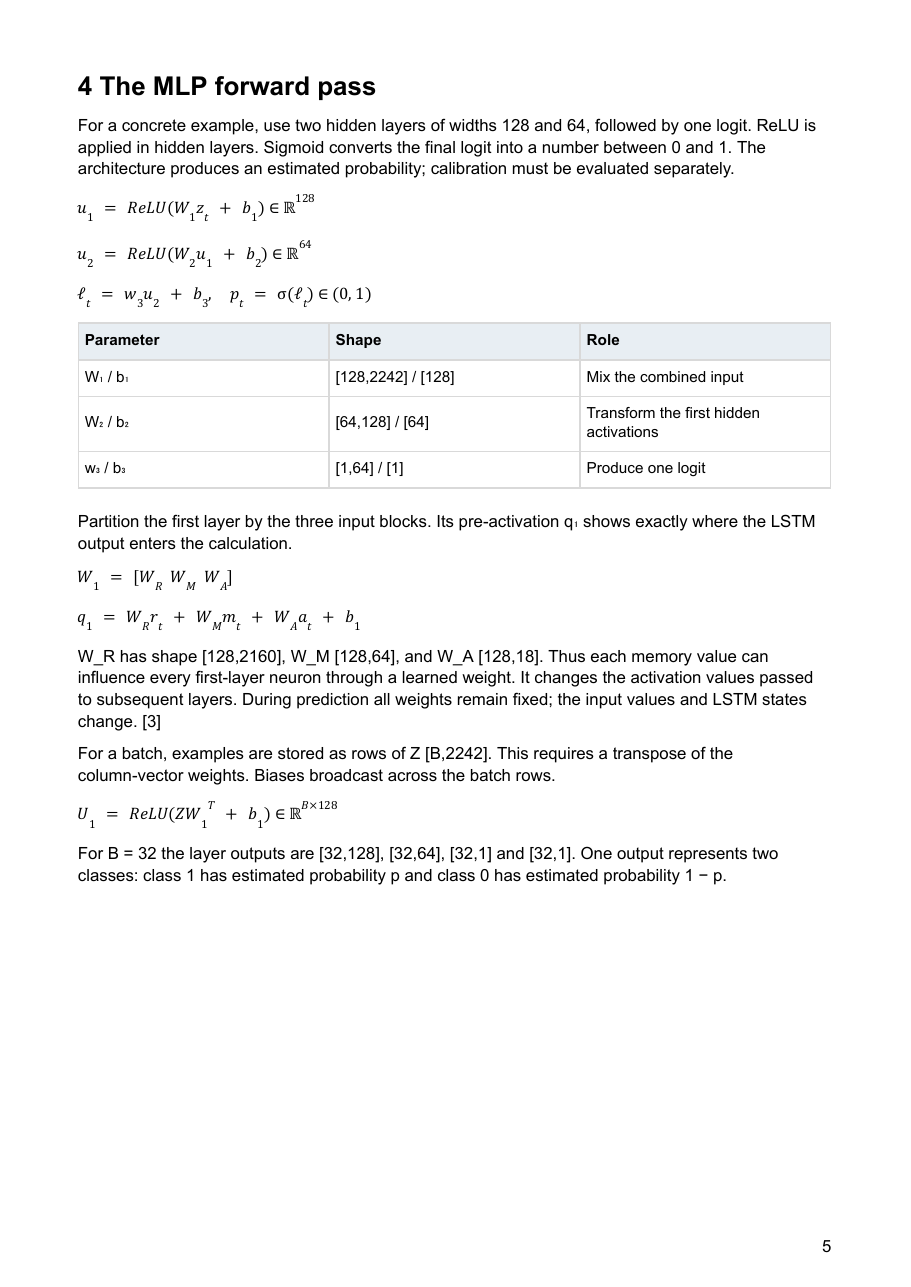 4 The MLP forward pass
For a concrete example, use two hidden layers of widths 128 and 64, followed by one logit. ReLU is
applied in hidden layers. Sigmoid converts the final logit into a number between 0 and 1. The
architecture produces an estimated probability; calibration must be evaluated separately.
u₁ = ReLU(W₁zₜ + b₁) ∈ ℝ¹²⁸
u₂ = ReLU(W₂u₁ + b₂) ∈ ℝ⁶⁴
ℓₜ = w₃u₂ + b₃, pₜ = σ(ℓₜ) ∈ (0, 1)
Parameter Shape Role
W₁ / b₁ [128,2242] / [128] Mix the combined input
W₂ / b₂ [64,128] / [64] Transform the first hidden
activations
w₃ / b₃ [1,64] / [1] Produce one logit
Partition the first layer by the three input blocks. Its pre-activation q₁ shows exactly where the LSTM
output enters the calculation.
W₁ = [W_R W_M W_A]
q₁ = W_R rₜ + W_M mₜ + W_A aₜ + b₁
W_R has shape [128,2160], W_M [128,64], and W_A [128,18]. Thus each memory value can
influence every first-layer neuron through a learned weight. It changes the activation values passed
to subsequent layers. During prediction all weights remain fixed; the input values and LSTM states
change. [3]
For a batch, examples are stored as rows of Z [B,2242]. This requires a transpose of the
column-vector weights. Biases broadcast across the batch rows.
U₁ = ReLU(ZW₁ᵀ + b₁) ∈ ℝ^{B×128}
For B = 32 the layer outputs are [32,128], [32,64], [32,1] and [32,1]. One output represents two
classes: class 1 has estimated probability p and class 0 has estimated probability 1 − p.
5